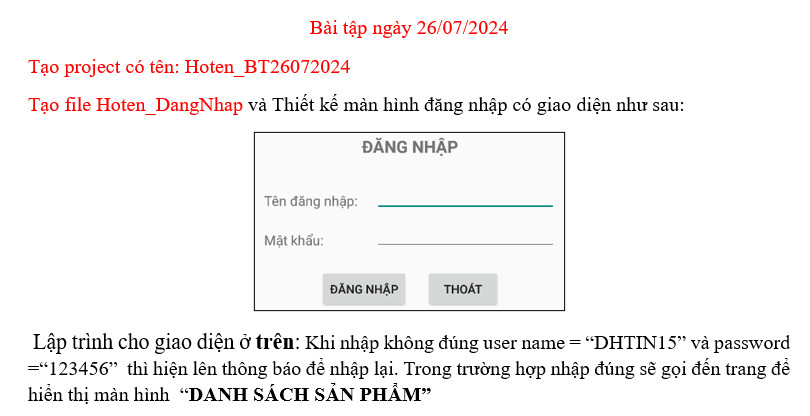 Bài tập ngày 26/07/2024
Tạo project có tên: Hoten_BT26072024
Tạo file Hoten_DangNhap và Thiết kế màn hình đăng nhập có giao diện như sau:
ĐĂNG NHẬP
Tên đăng nhập:
Mật khẩu:
ĐĂNG NHẬP THOÁT
Lập trình cho giao diện ở trên: Khi nhập không đúng user name = “DHTIN15” và password
=“123456” thì hiện lên thông báo để nhập lại. Trong trường hợp nhập đúng sẽ gọi đến trang để
hiển thị màn hình “DANH SÁCH SẢN PHẨM”